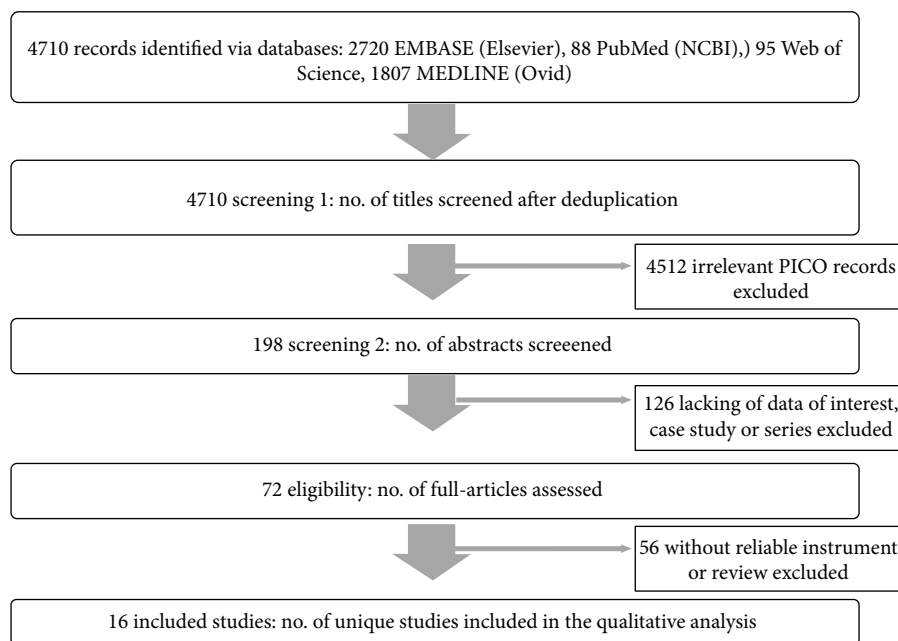 4710 records identified via databases: 2720 EMBASE (Elsevier), 88 PubMed (NCBI),) 95 Web of
Science, 1807 MEDLINE (Ovid)
4710 screening 1: no. of titles screened after deduplication
4512 irrelevant PICO records
excluded
198 screening 2: no. of abstracts screeened
126 lacking of data of interest,
case study or series excluded
72 eligibility: no. of full-articles assessed
56 without reliable instrument
or review excluded
16 included studies: no. of unique studies included in the qualitative analysis